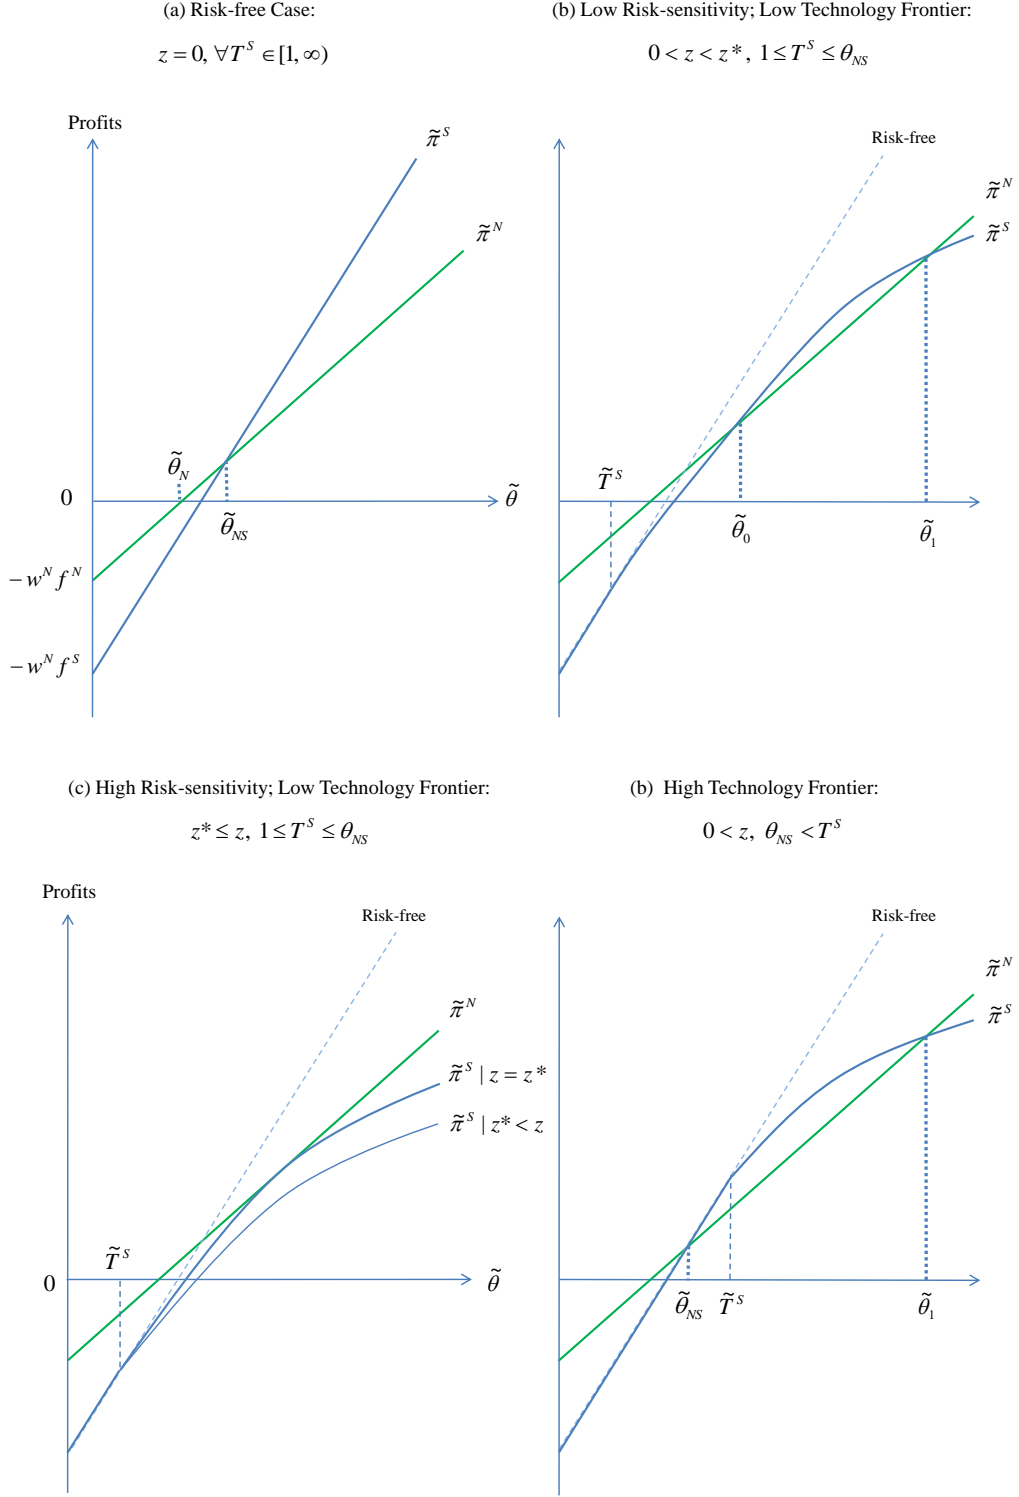 (a) Risk-free Case:
z = 0, ∀T^S ∈ [1, ∞)
Profits
π̃^S
π̃^N
θ̃_N
0
θ̃
θ̃_NS
− w^N f^N
− w^N f^S
(b) Low Risk-sensitivity; Low Technology Frontier:
0 < z < z*, 1 ≤ T^S ≤ θ_NS
Risk-free
π̃^N
π̃^S
T̃^S
θ̃_0
θ̃_1
(c) High Risk-sensitivity; Low Technology Frontier:
z* ≤ z, 1 ≤ T^S ≤ θ_NS
Profits
Risk-free
π̃^N
π̃^S | z = z*
π̃^S | z* < z
T̃^S
0
θ̃
(b) High Technology Frontier:
0 < z, θ_NS < T^S
Risk-free
π̃^N
π̃^S
θ̃_NS
T̃^S
θ̃_1